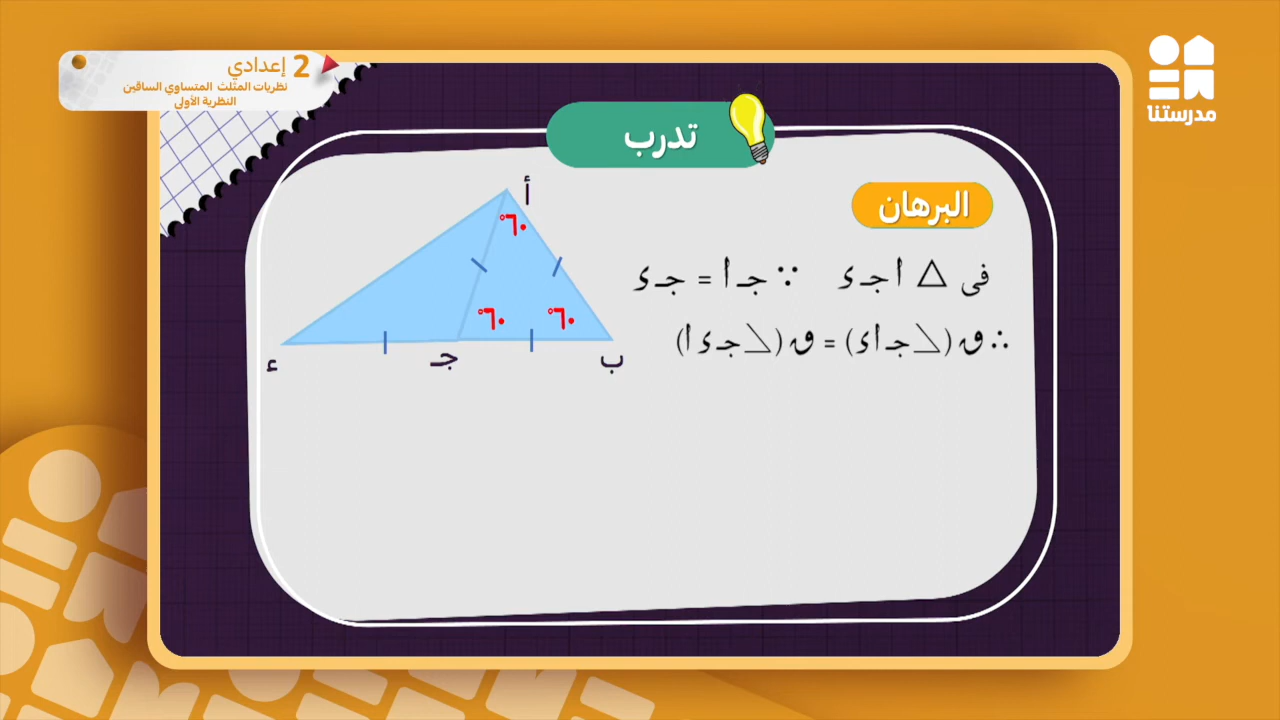 2 إعدادي
نظريات المثلث المتساوي الساقين
النظرية الأولى
مدرستنا
تدرب
البرهان
فى △ أ جـ ء ∵ جـ أ = جـ ء
∴ ق (∠ جـ أ ء) = ق (∠ جـ ء أ)
أ
٦٠°
٦٠° ٦٠°
ب
جـ
ء